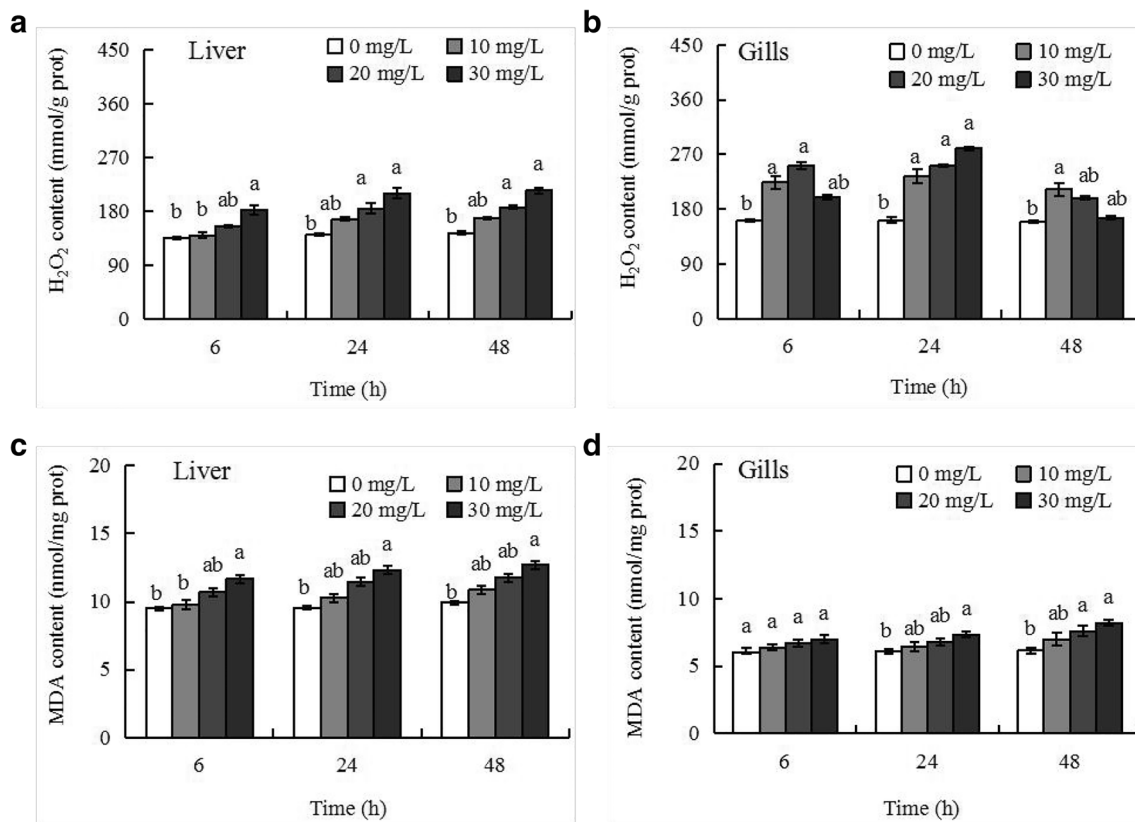 a
Liver
0 mg/L 10 mg/L
20 mg/L 30 mg/L
H₂O₂ content (mmol/g prot)
450
360
270
180
90
0
b b ab a
b ab a a
b ab ab a
6 24 48
Time (h)
b
Gills
0 mg/L 10 mg/L
20 mg/L 30 mg/L
H₂O₂ content (mmol/g prot)
450
360
270
180
90
0
b a a ab
b a a a
b a ab ab
6 24 48
Time (h)
c
Liver
0 mg/L 10 mg/L
20 mg/L 30 mg/L
MDA content (nmol/mg prot)
20
15
10
5
0
b b ab a
b ab ab a
b ab ab a
6 24 48
Time (h)
d
Gills
0 mg/L 10 mg/L
20 mg/L 30 mg/L
MDA content (nmol/mg prot)
20
15
10
5
0
a a a a
b ab ab a
b ab a a
6 24 48
Time (h)